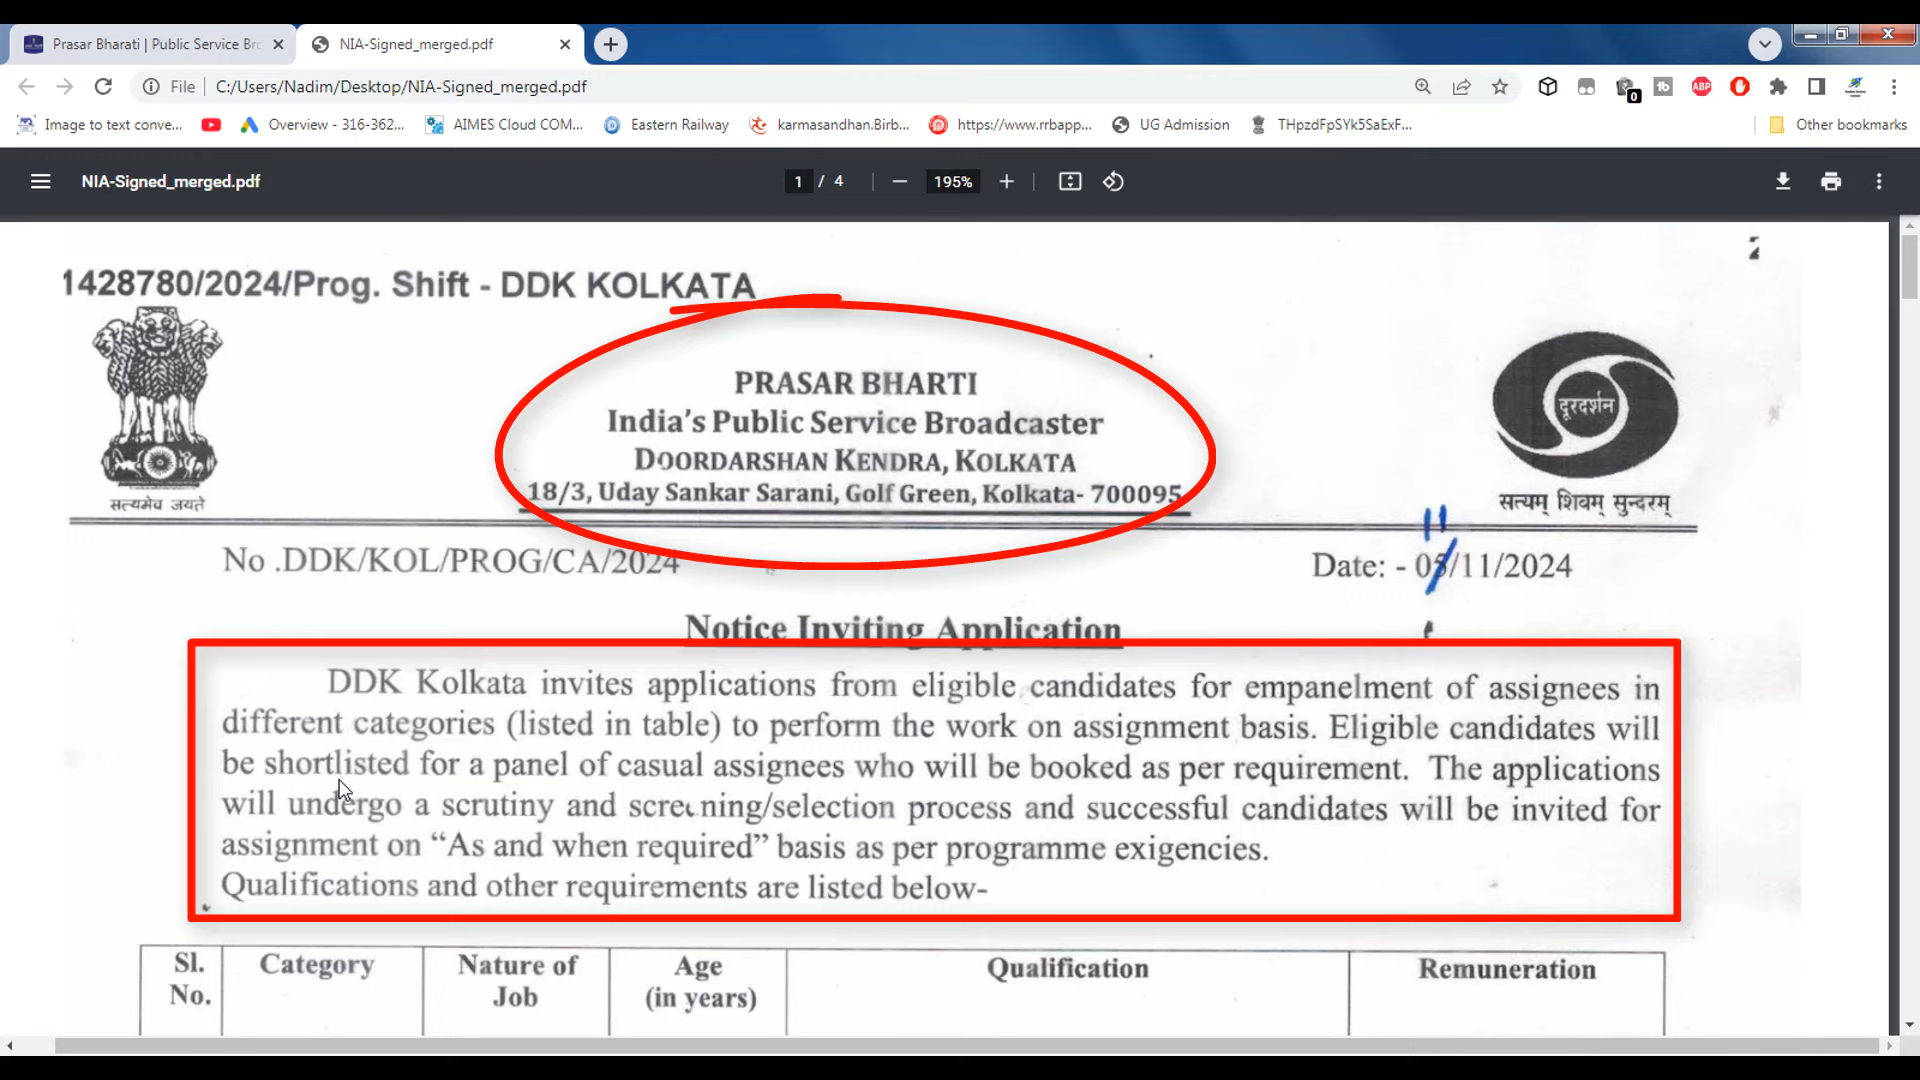 Prasar Bharati | Public Service Bro
NIA-Signed_merged.pdf
File
C:/Users/Nadim/Desktop/NIA-Signed_merged.pdf
0
ABP
Image to text conve...
Overview - 316-362...
AIMES Cloud COM...
Eastern Railway
karmasandhan.Birb...
https://www.rrbapp...
UG Admission
THpzdFpSYk5SaExF...
Other bookmarks
NIA-Signed_merged.pdf
1 / 4
195%
1428780/2024/Prog. Shift - DDK KOLKATA
PRASAR BHARTI
India's Public Service Broadcaster
DOORDARSHAN KENDRA, KOLKATA
18/3, Uday Sankar Sarani, Golf Green, Kolkata- 700095
सत्यमेव जयते
दूरदर्शन
सत्यम् शिवम् सुन्दरम्
11
No .DDK/KOL/PROG/CA/2024
Date: - 05/11/2024
Notice Inviting Application
DDK Kolkata invites applications from eligible candidates for empanelment of assignees in
different categories (listed in table) to perform the work on assignment basis. Eligible candidates will
be shortlisted for a panel of casual assignees who will be booked as per requirement. The applications
will undergo a scrutiny and screening/selection process and successful candidates will be invited for
assignment on “As and when required” basis as per programme exigencies.
Qualifications and other requirements are listed below-
Sl. No.
Category
Nature of Job
Age (in years)
Qualification
Remuneration